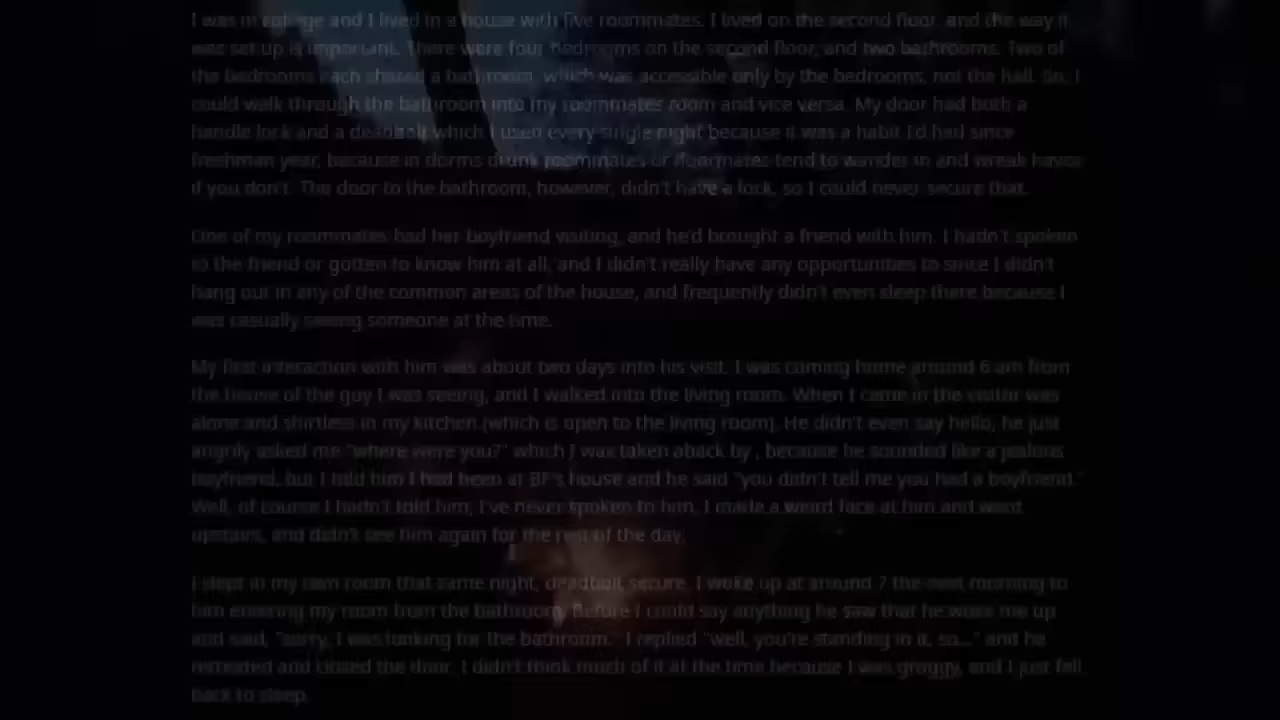 I was in college and I lived in a house with five roommates. I lived on the second floor, and the way it
was set up is important. There were four bedrooms on the second floor, and two bathrooms. Two of
the bedrooms each shared a bathroom, which was accessible only by the bedrooms, not the hall. So, I
could walk through the bathroom into my roommates room and vice versa. My door had both a
handle lock and a deadbolt which I used every single night because it was a habit I'd had since
freshman year, because in dorms drunk roommates or floormates tend to wander in and wreak havoc
if you don't. The door to the bathroom, however, didn't have a lock, so I could never secure that.
One of my roommates had her boyfriend visiting, and he'd brought a friend with him. I hadn't spoken
to the friend or gotten to know him at all, and I didn't really have any opportunities to since I didn't
hang out in any of the common areas of the house, and frequently didn't even sleep there because I
was casually seeing someone at the time.
My first interaction with him was about two days into his visit. I was coming home around 6 am from
the house of the guy I was seeing, and I walked into the living room. When I came in the visitor was
alone and shirtless in my kitchen (which is open to the living room). He didn't even say hello, he just
angrily asked me "where were you?" which I was taken aback by , because he sounded like a jealous
boyfriend, but I told him I had been at BF's house and he said "you didn't tell me you had a boyfriend."
Well, of course I hadn't told him; I've never spoken to him. I made a weird face at him and went
upstairs, and didn't see him again for the rest of the day.
I slept in my own room that same night, deadbolt secure. I woke up at around 7 the next morning to
him entering my room from the bathroom. Before I could say anything he saw that he woke me up
and said, "sorry, I was looking for the bathroom." I replied "well, you're standing in it, so..." and he
retreated and closed the door. I didn't think much of it at the time because I was groggy, and I just fell
back to sleep.